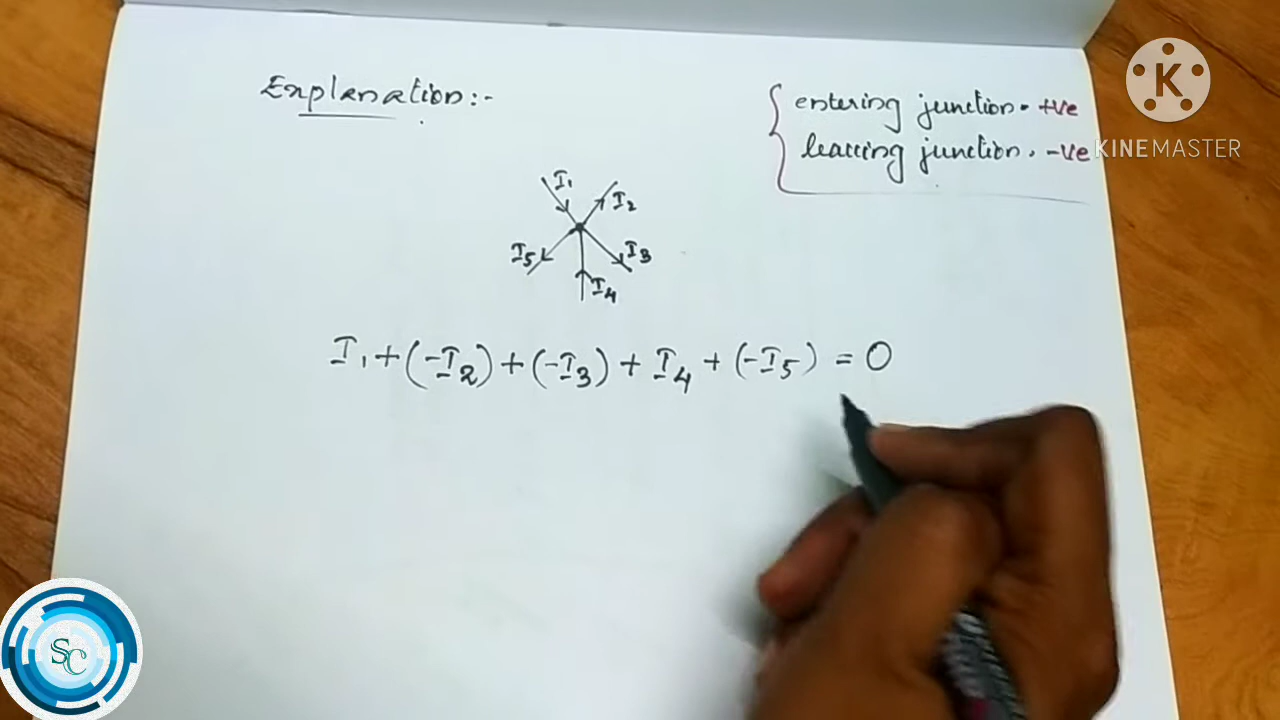 Explanation:-
entering junction - +ve
leaving junction - -ve
K
KINEMASTER
I₁
I₂
I₅
I₃
I₄
I₁ + (-I₂) + (-I₃) + I₄ + (-I₅) = 0
SC